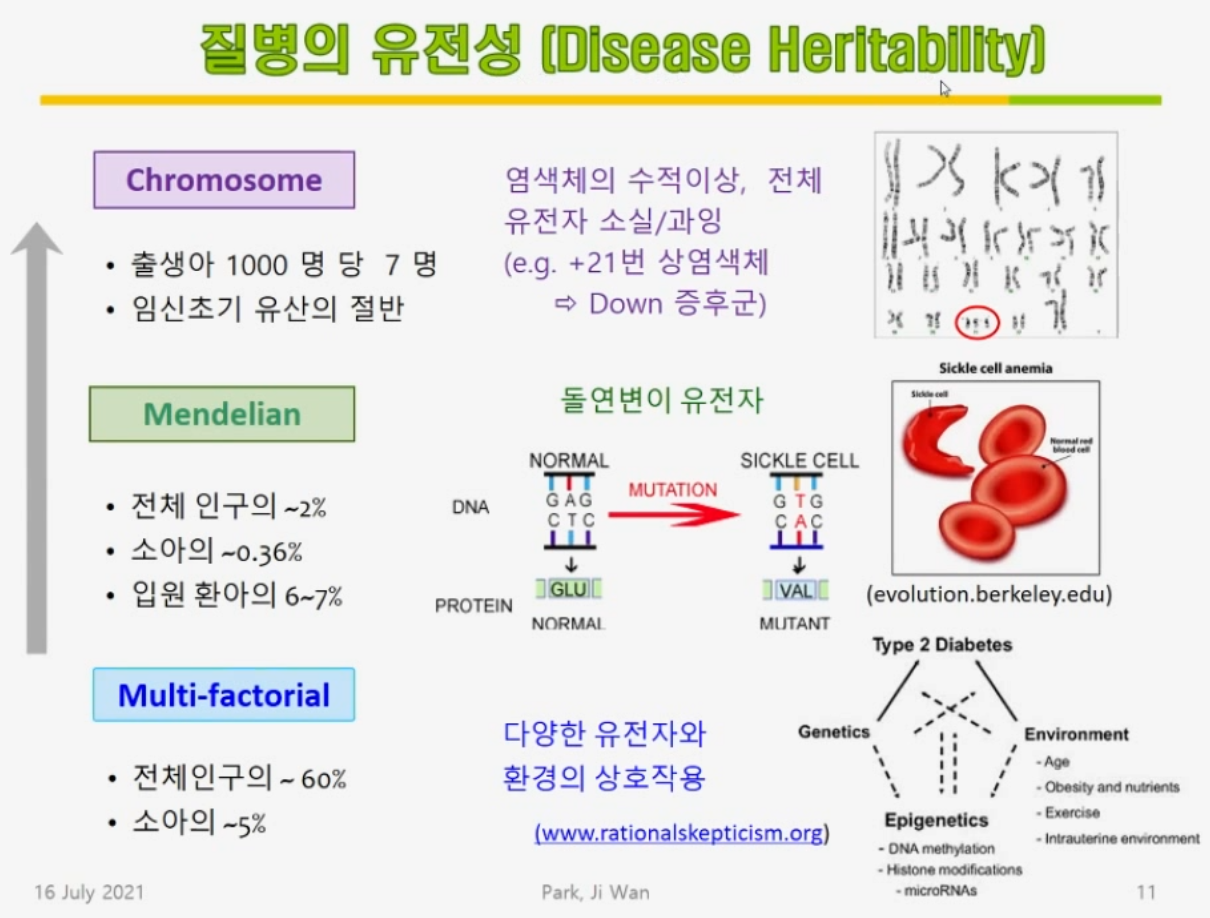 질병의 유전성 (Disease Heritability)
Chromosome
• 출생아 1000 명 당 7 명
• 임신초기 유산의 절반
염색체의 수적이상, 전체
유전자 소실/과잉
(e.g. +21번 상염색체
⇨ Down 증후군)
Mendelian
• 전체 인구의 ~2%
• 소아의 ~0.36%
• 입원 환아의 6~7%
돌연변이 유전자
NORMAL
SICKLE CELL
MUTATION
DNA
G A G
C T C
G T G
C A C
GLU
VAL
PROTEIN
NORMAL
MUTANT
Sickle cell anemia
Sickle cell
Normal red
blood cell
(evolution.berkeley.edu)
Multi-factorial
• 전체인구의 ~ 60%
• 소아의 ~5%
다양한 유전자와
환경의 상호작용
(www.rationalskepticism.org)
Type 2 Diabetes
Genetics
Environment
- Age
- Obesity and nutrients
- Exercise
- Intrauterine environment
Epigenetics
- DNA methylation
- Histone modifications
- microRNAs
16 July 2021
Park, Ji Wan
11